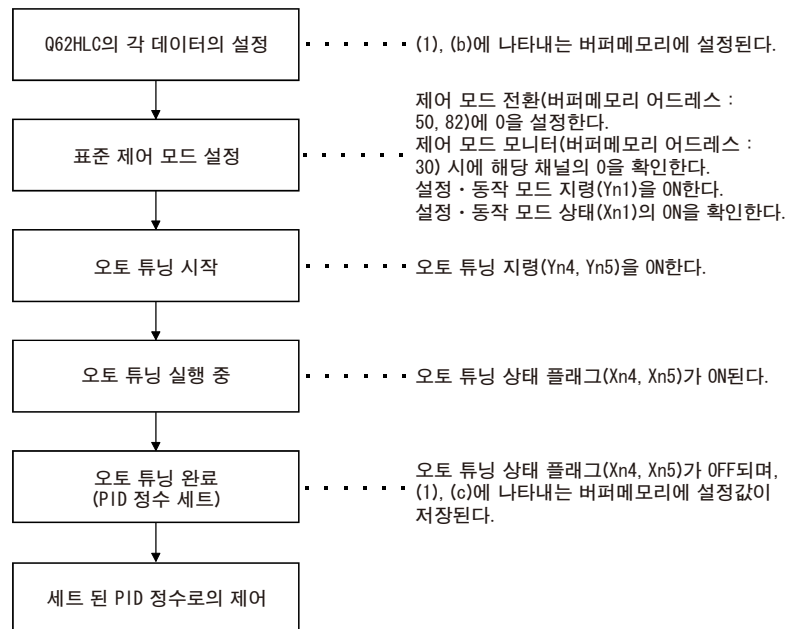 Q62HLC의 각 데이터의 설정
(1), (b)에 나타내는 버퍼메모리에 설정된다.
표준 제어 모드 설정
제어 모드 전환(버퍼메모리 어드레스 :
50, 82)에 0을 설정한다.
제어 모드 모니터(버퍼메모리 어드레스 :
30) 시에 해당 채널의 0을 확인한다.
설정·동작 모드 지령(Yn1)을 ON한다.
설정·동작 모드 상태(Xn1)의 ON을 확인한다.
오토 튜닝 시작
오토 튜닝 지령(Yn4, Yn5)을 ON한다.
오토 튜닝 실행 중
오토 튜닝 상태 플래그(Xn4, Xn5)가 ON된다.
오토 튜닝 완료
(PID 정수 세트)
오토 튜닝 상태 플래그(Xn4, Xn5)가 OFF되며,
(1), (c)에 나타내는 버퍼메모리에 설정값이
저장된다.
세트 된 PID 정수로의 제어